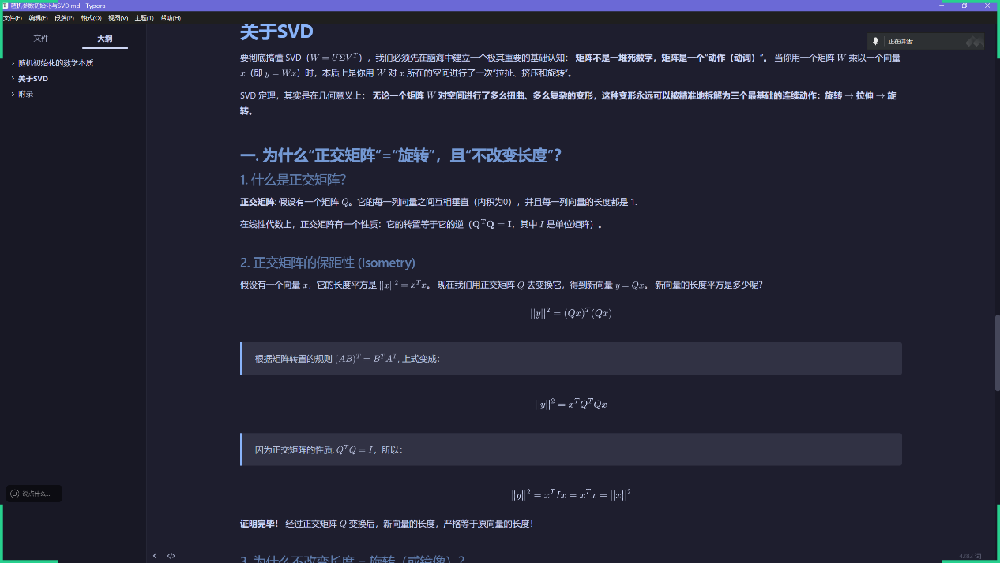 随机参数初始化与SVD.md - Typora
文件(F) 编辑(E) 段落(P) 格式(O) 视图(V) 主题(T) 帮助(H)
文件 大纲
随机初始化的数学本质
关于SVD
附录
正在讲话:
关于SVD
要彻底搞懂 SVD（W = UΣV^T），我们必须先在脑海中建立一个极其重要的基础认知： 矩阵不是一堆死数字，矩阵是一个“动作（动词）”。 当你用一个矩阵 W 乘以一个向量
x（即 y = Wx）时，本质上是你用 W 对 x 所在的空间进行了一次“拉扯、挤压和旋转”。
SVD 定理，其实是在几何意义上： 无论一个矩阵 W 对空间进行了多么扭曲、多么复杂的变形，这种变形永远可以被精准地拆解为三个最基础的连续动作：旋转 → 拉伸 → 旋
转。
一. 为什么“正交矩阵”=“旋转”，且“不改变长度”？
1. 什么是正交矩阵？
正交矩阵: 假设有一个矩阵 Q。它的每一列向量之间互相垂直（内积为0），并且每一列向量的长度都是 1.
在线性代数上，正交矩阵有一个性质：它的转置等于它的逆（Q^TQ = I，其中 I 是单位矩阵）。
2. 正交矩阵的保距性 (Isometry)
假设有一个向量 x，它的长度平方是 ||x||^2 = x^Tx。 现在我们用正交矩阵 Q 去变换它，得到新向量 y = Qx。 新向量的长度平方是多少呢？
||y||^2 = (Qx)^T(Qx)
根据矩阵转置的规则 (AB)^T = B^TA^T, 上式变成：
||y||^2 = x^TQ^TQx
因为正交矩阵的性质: Q^TQ = I，所以：
||y||^2 = x^TIx = x^Tx = ||x||^2
证明完毕！ 经过正交矩阵 Q 变换后，新向量的长度，严格等于原向量的长度！
3. 为什么不改变长度 = 旋转（或镜像）？
说点什么...
4282 词